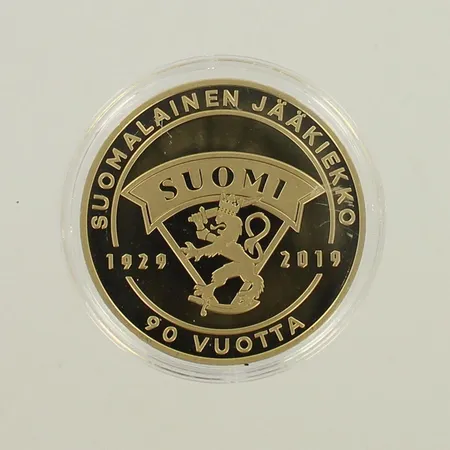 SUOMALAINEN JÄÄKIEKKO
SUOMI
1929 2019
90 VUOTTA